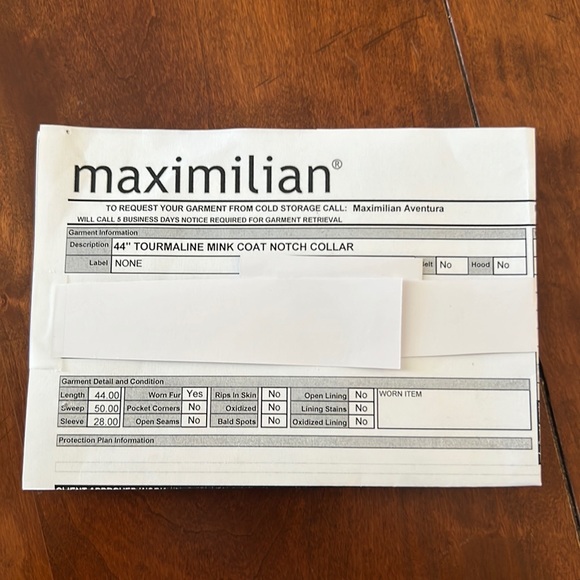 maximilian®
TO REQUEST YOUR GARMENT FROM COLD STORAGE CALL: Maximilian Aventura
WILL CALL 5 BUSINESS DAYS NOTICE REQUIRED FOR GARMENT RETRIEVAL
Garment Information
Description 44" TOURMALINE MINK COAT NOTCH COLLAR
Label NONE No Hood No
Garment Detail and Condition
Length 44.00 Worn Fur Yes Rips In Skin No Open Lining No WORN ITEM
Sweep 50.00 Pocket Corners No Oxidized No Lining Stains No
Sleeve 28.00 Open Seams No Bald Spots No Oxidized Lining No
Protection Plan Information